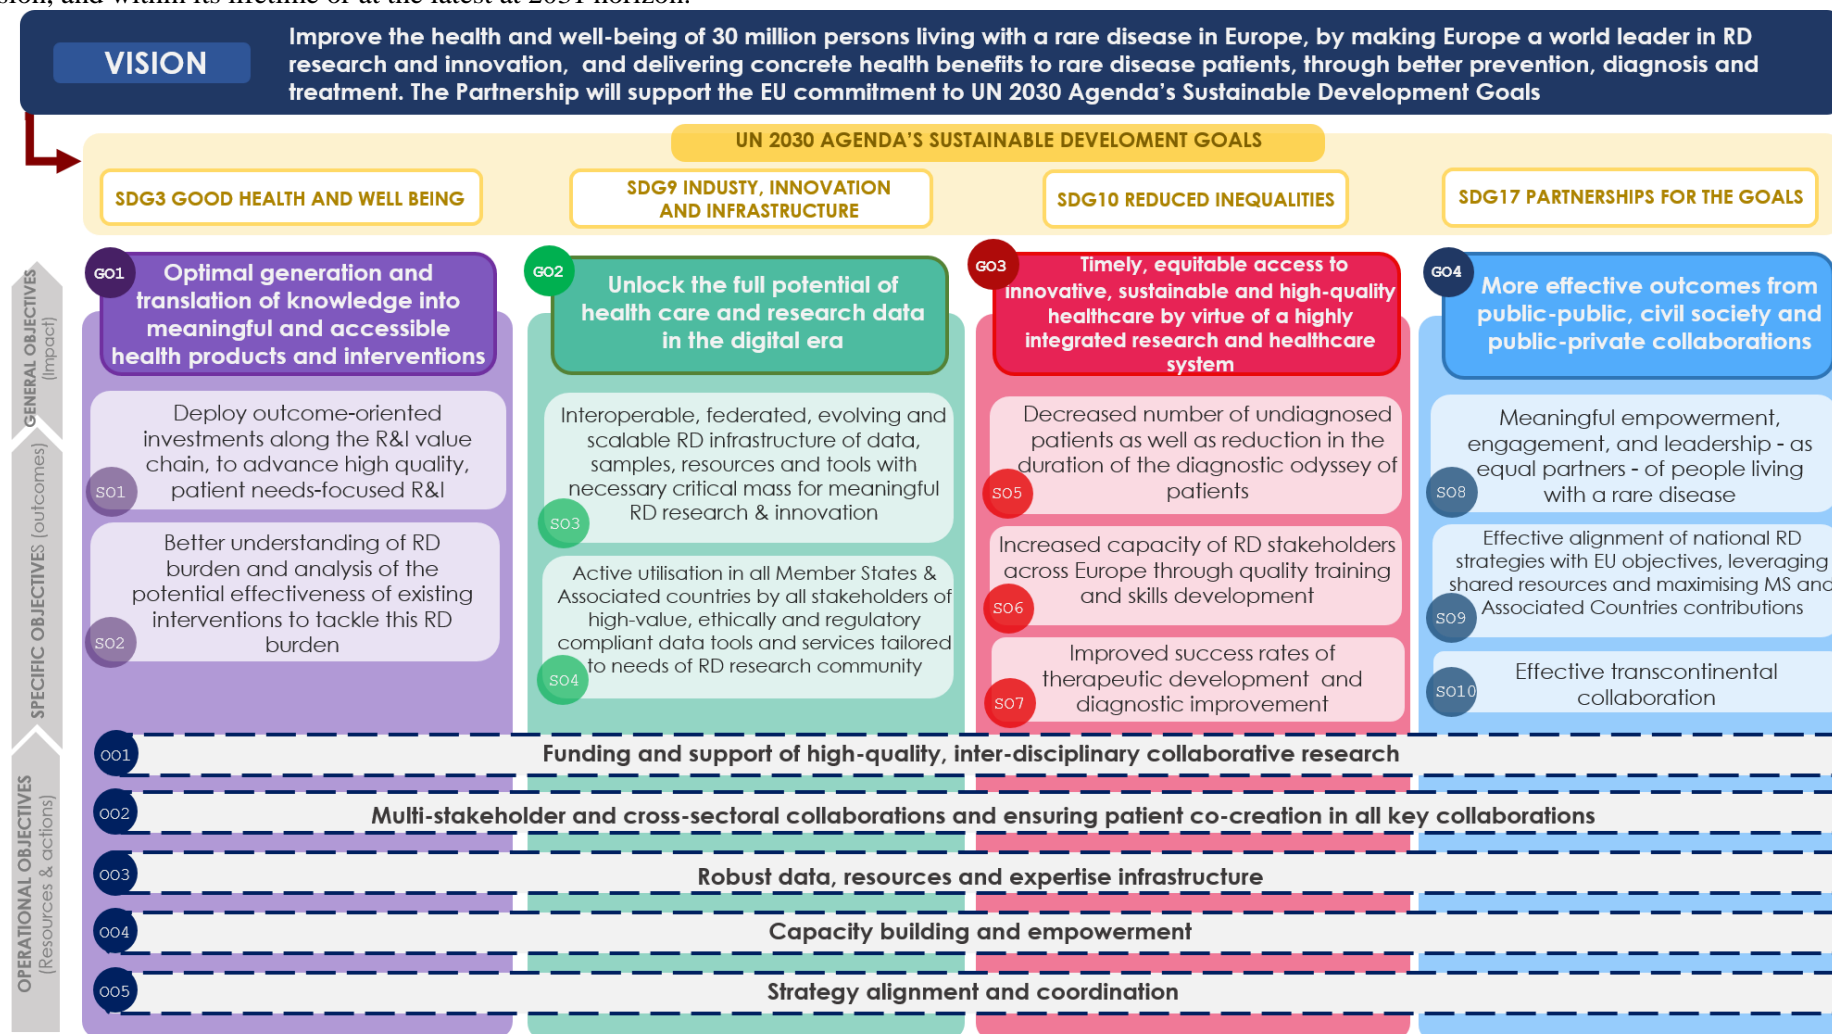 sion, and within its lifetime or at the latest at 2031 horizon.
VISION
Improve the health and well-being of 30 million persons living with a rare disease in Europe, by making Europe a world leader in RD
research and innovation, and delivering concrete health benefits to rare disease patients, through better prevention, diagnosis and
treatment. The Partnership will support the EU commitment to UN 2030 Agenda's Sustainable Development Goals
UN 2030 AGENDA'S SUSTAINABLE DEVELOMENT GOALS
SDG3 GOOD HEALTH AND WELL BEING
SDG9 INDUSTY, INNOVATION
AND INFRASTRUCTURE
SDG10 REDUCED INEQUALITIES
SDG17 PARTNERSHIPS FOR THE GOALS
GENERAL OBJECTIVES
(Impact)
GO1
Optimal generation and
translation of knowledge into
meaningful and accessible
health products and interventions
GO2
Unlock the full potential of
health care and research data
in the digital era
GO3
Timely, equitable access to
innovative, sustainable and high-quality
healthcare by virtue of a highly
integrated research and healthcare
system
GO4
More effective outcomes from
public-public, civil society and
public-private collaborations
SPECIFIC OBJECTIVES (outcomes)
Deploy outcome-oriented
investments along the R&I value
chain, to advance high quality,
patient needs-focused R&I
SO1
Better understanding of RD
burden and analysis of the
potential effectiveness of existing
interventions to tackle this RD
burden
SO2
Interoperable, federated, evolving and
scalable RD infrastructure of data,
samples, resources and tools with
necessary critical mass for meaningful
RD research & innovation
SO3
Active utilisation in all Member States &
Associated countries by all stakeholders of
high-value, ethically and regulatory
compliant data tools and services tailored
to needs of RD research community
SO4
Decreased number of undiagnosed
patients as well as reduction in the
duration of the diagnostic odyssey of
patients
SO5
Increased capacity of RD stakeholders
across Europe through quality training
and skills development
SO6
Improved success rates of
therapeutic development and
diagnostic improvement
SO7
Meaningful empowerment,
engagement, and leadership - as
equal partners - of people living
with a rare disease
SO8
Effective alignment of national RD
strategies with EU objectives, leveraging
shared resources and maximising MS and
Associated Countries contributions
SO9
Effective transcontinental
collaboration
SO10
OPERATIONAL OBJECTIVES
(Resources & actions)
OO1
Funding and support of high-quality, inter-disciplinary collaborative research
OO2
Multi-stakeholder and cross-sectoral collaborations and ensuring patient co-creation in all key collaborations
OO3
Robust data, resources and expertise infrastructure
OO4
Capacity building and empowerment
OO5
Strategy alignment and coordination